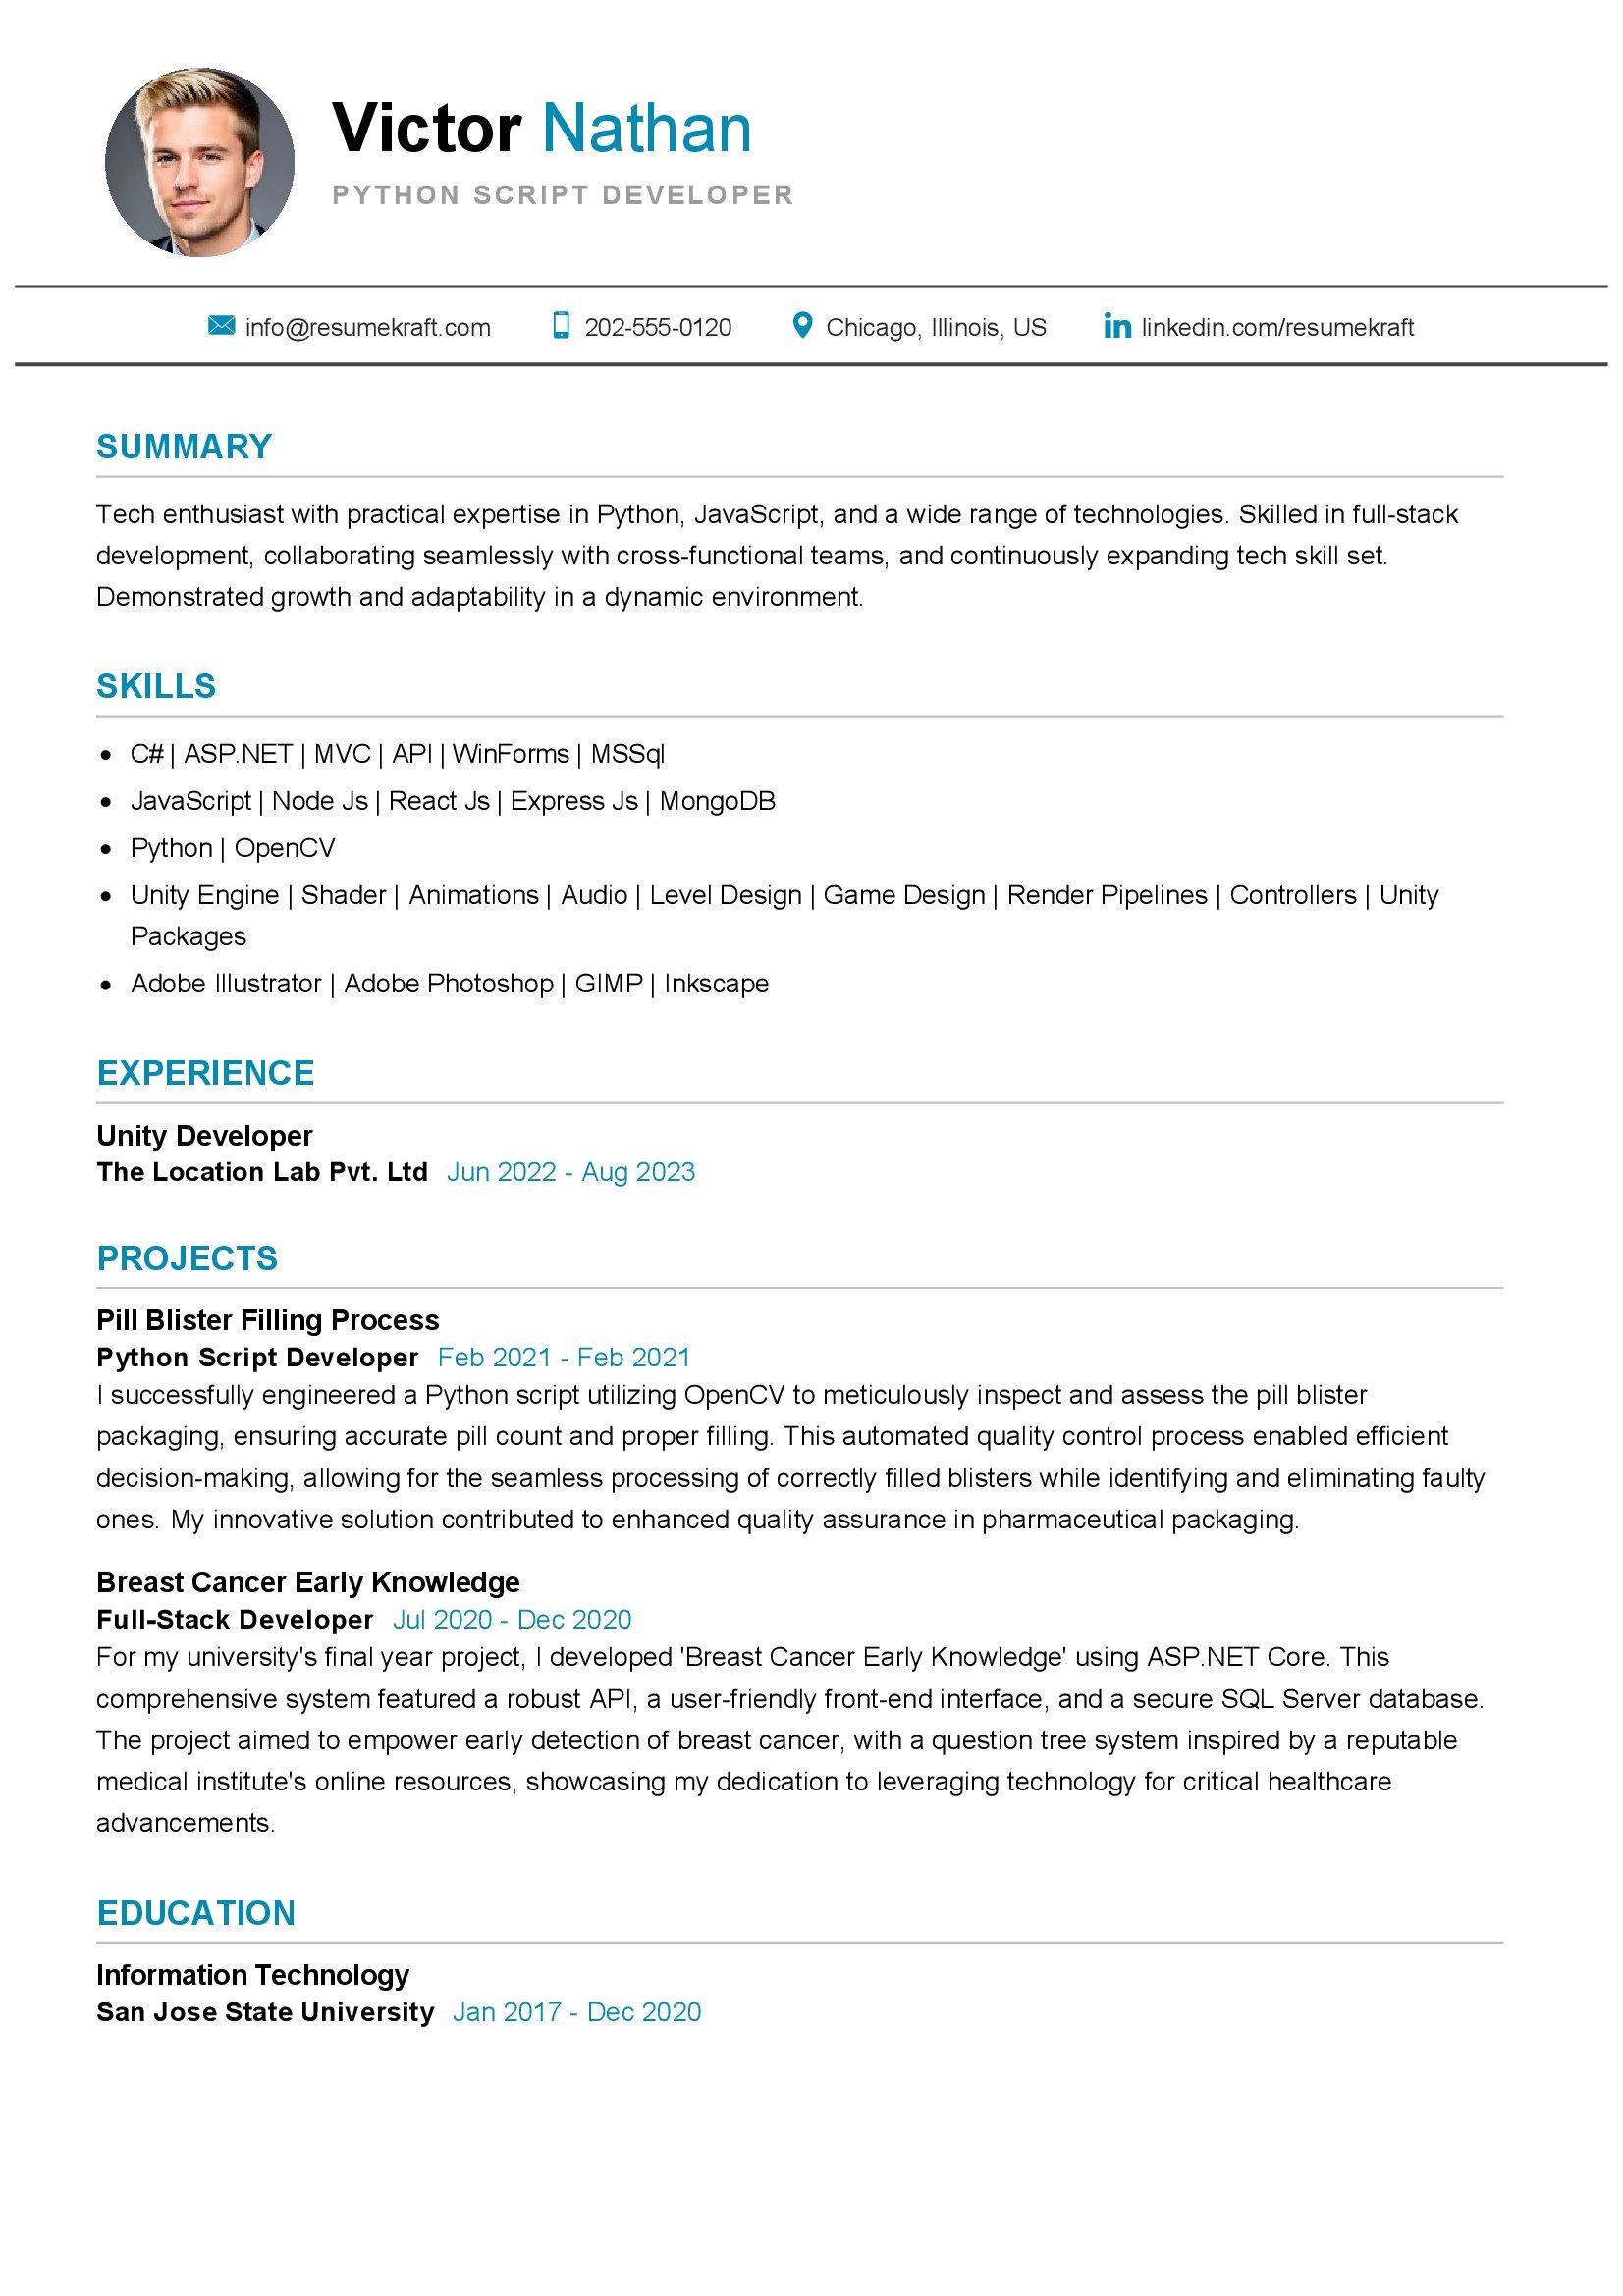 Victor Nathan
PYTHON SCRIPT DEVELOPER
info@resumekraft.com 202-555-0120 Chicago, Illinois, US linkedin.com/resumekraft
SUMMARY
Tech enthusiast with practical expertise in Python, JavaScript, and a wide range of technologies. Skilled in full-stack
development, collaborating seamlessly with cross-functional teams, and continuously expanding tech skill set.
Demonstrated growth and adaptability in a dynamic environment.
SKILLS
• C# | ASP.NET | MVC | API | WinForms | MSSql
• JavaScript | Node Js | React Js | Express Js | MongoDB
• Python | OpenCV
• Unity Engine | Shader | Animations | Audio | Level Design | Game Design | Render Pipelines | Controllers | Unity
Packages
• Adobe Illustrator | Adobe Photoshop | GIMP | Inkscape
EXPERIENCE
Unity Developer
The Location Lab Pvt. Ltd Jun 2022 - Aug 2023
PROJECTS
Pill Blister Filling Process
Python Script Developer Feb 2021 - Feb 2021
I successfully engineered a Python script utilizing OpenCV to meticulously inspect and assess the pill blister
packaging, ensuring accurate pill count and proper filling. This automated quality control process enabled efficient
decision-making, allowing for the seamless processing of correctly filled blisters while identifying and eliminating faulty
ones. My innovative solution contributed to enhanced quality assurance in pharmaceutical packaging.
Breast Cancer Early Knowledge
Full-Stack Developer Jul 2020 - Dec 2020
For my university's final year project, I developed 'Breast Cancer Early Knowledge' using ASP.NET Core. This
comprehensive system featured a robust API, a user-friendly front-end interface, and a secure SQL Server database.
The project aimed to empower early detection of breast cancer, with a question tree system inspired by a reputable
medical institute's online resources, showcasing my dedication to leveraging technology for critical healthcare
advancements.
EDUCATION
Information Technology
San Jose State University Jan 2017 - Dec 2020